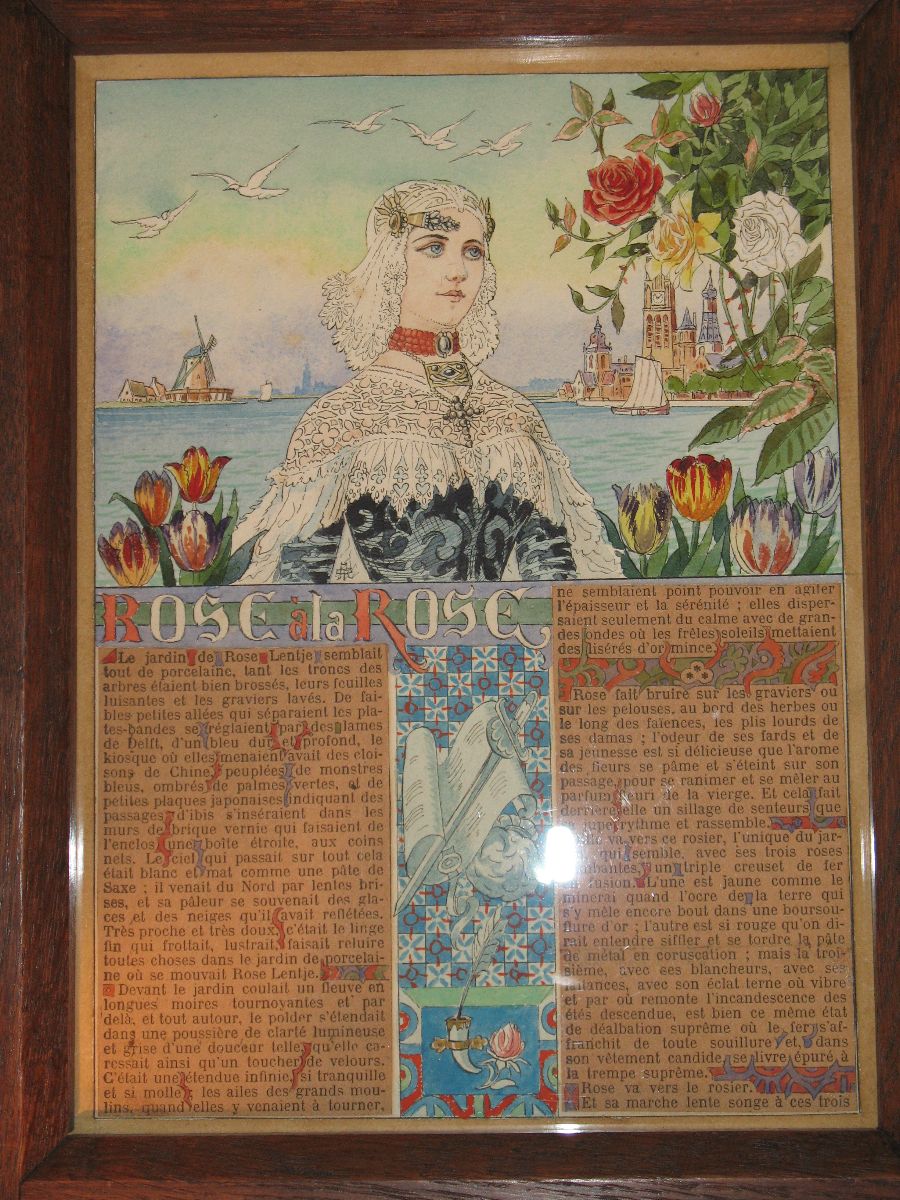 ROSE à la ROSE
Le jardin de Rose Lentje semblait
tout de porcelaine, tant les troncs des
arbres étaient bien brossés, leurs feuilles
luisantes et les graviers lavés. De fai-
bles petites allées qui séparaient les pla-
tes-bandes se réglaient par des lames
de Delft, d'un bleu dur et profond, le
kiosque où elles menaient avait des cloi-
sons de Chine peuplées de monstres
bleus, ombrés de palmes vertes, et de
petites plaques japonaises indiquant des
passages d'ibis s'inséraient dans les
murs de brique vernie qui faisaient de
l'enclos une boîte étroite, aux coins
nets. Le ciel qui passait sur tout cela
était blanc et mat comme une pâte de
Saxe ; il venait du Nord par lentes bri-
ses, et sa pâleur se souvenait des gla-
ces et des neiges qu'il avait reflétées.
Très proche et très doux c'était le linge
fin qui frottait, lustrait, faisait reluire
toutes choses dans le jardin de porcelai-
ne où se mouvait Rose Lentje.
Devant le jardin coulait un fleuve en
longues moires tournoyantes et par
delà, et tout autour, le polder s'étendait
dans une poussière de clarté lumineuse
et grise d'une douceur telle qu'elle ca-
ressait ainsi qu'un toucher de velours.
C'était une étendue infinie, si tranquille
et si molle, les ailes des grands mou-
lins, quand elles y venaient à tourner,
ne semblaient point pouvoir en agiter
l'épaisseur et la sérénité ; elles disper-
saient seulement du calme avec de gran-
des ondes où les frêles soleils mettaient
des lisérés d'or mince.
Rose fait bruire sur les graviers ou
sur les pelouses, au bord des herbes ou
le long des faïences, les plis lourds de
ses damas ; l'odeur de ses fards et de
sa jeunesse est si délicieuse que l'arome
des fleurs se pâme et s'éteint sur son
passage, pour se ranimer et se mêler au
parfum fleuri de la vierge. Et cela fait
derrière elle un sillage de senteurs que
rythme et rassemble.
va vers ce rosier, l'unique du jar-
qui semble, avec ses trois roses
un triple creuset de fer
fusion. L'une est jaune comme le
minerai quand l'ocre de la terre qui
s'y mêle encore bout dans une boursou-
flure d'or ; l'autre est si rouge qu'on di-
rait entendre siffler et se tordre la pâte
de métal en coruscation ; mais la troi-
sième, avec ses blancheurs, avec ses
avec son éclat terne où vibre
et par où remonte l'incandescence des
étés descendue, est bien ce même état
de déalbation suprême où le fer s'af-
franchit de toute souillure et, dans
son vêtement candide, se livre épuré à
la trempe suprême.
Rose va vers le rosier.
Et sa marche lente songe à ces trois